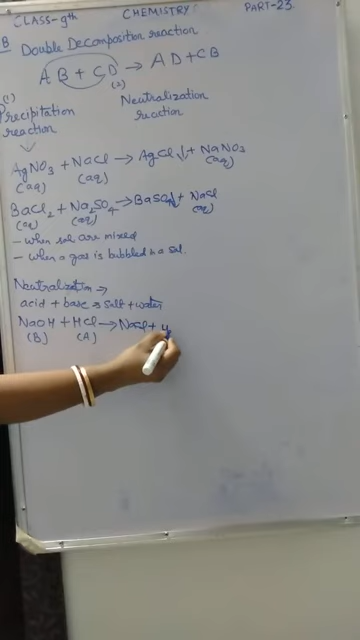 CLASS-9th CHEMISTRY: PART-23.
B Double Decomposition reaction
AB + CD → AD + CB
(1) (2)
Precipitation reaction
Neutralization reaction
AgNO3 + NaCl → AgCl↓ + NaNO3
(aq) (aq) (aq)
BaCl2 + Na2SO4 → BaSO4↓ + NaCl
(aq) (aq) (aq)
- when sol are mixed
- when a gas is bubbled in a sol.
Neutralization ⇒
acid + base → salt + water
NaOH + HCl → NaCl + H
(B) (A)